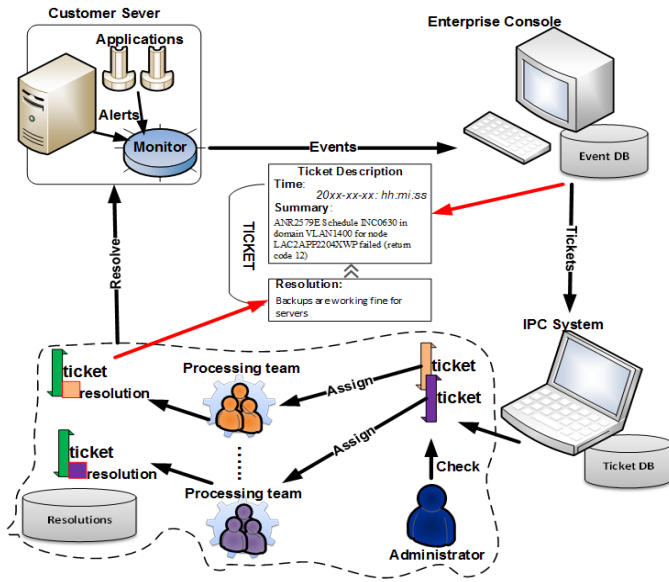 Customer Sever
Enterprise Console
Applications
Alerts
Monitor
Events
Event DB
Ticket Description
Time:
20xx-xx-xx: hh:mi:ss
Summary:
ANR2579E Schedule INC0630 in
domain VLAN1400 for node
LAC2APP2204XWP failed (return
code 12)
TICKET
Resolution:
Backups are working fine for
servers
Resolve
Tickets
IPC System
Ticket DB
ticket
resolution
Processing team
Assign
ticket
ticket
Assign
ticket
resolution
Processing team
Check
Administrator
Resolutions